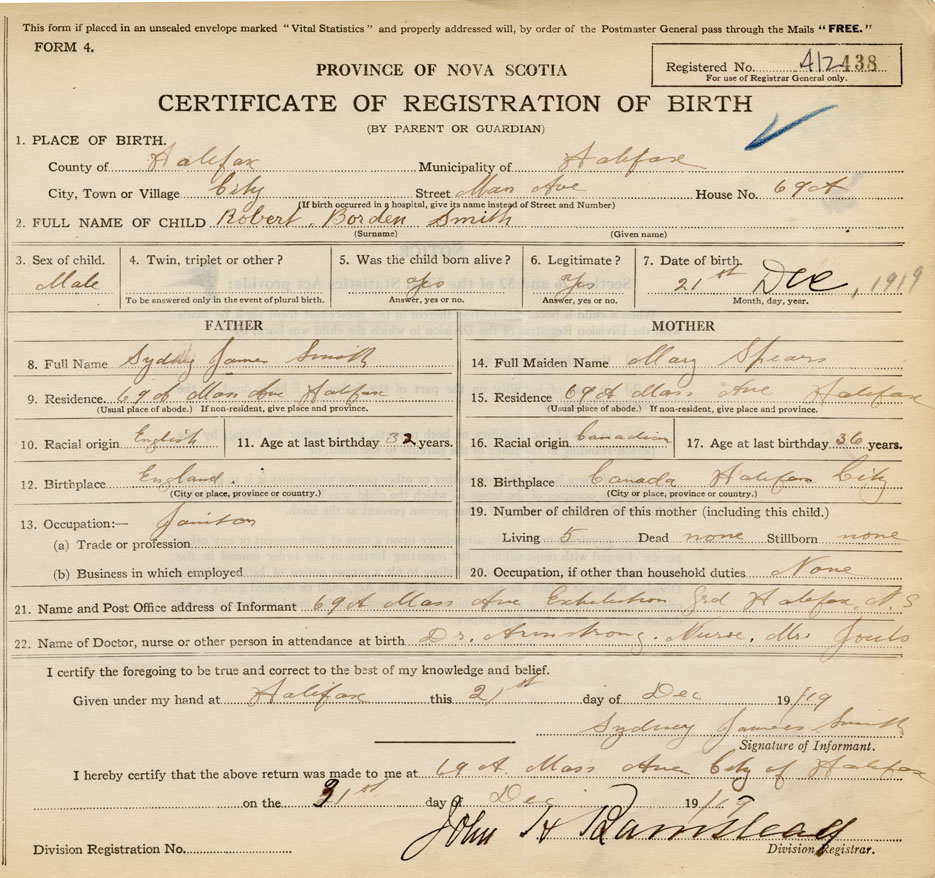 This form if placed in an unsealed envelope marked "Vital Statistics" and properly addressed will, by order of the Postmaster General pass through the Mails "FREE."
FORM 4.
Registered No. 412438
For use of Registrar General only.
PROVINCE OF NOVA SCOTIA
CERTIFICATE OF REGISTRATION OF BIRTH
(BY PARENT OR GUARDIAN)
1. PLACE OF BIRTH.
County of Halifax Municipality of Halifax
City, Town or Village City Street Mass Ave House No. 69 A
(If birth occurred in a hospital, give its name instead of Street and Number)
2. FULL NAME OF CHILD Robert Borden Smith
(Surname) (Given name)
3. Sex of child. 4. Twin, triplet or other? 5. Was the child born alive? 6. Legitimate? 7. Date of birth.
Male yes yes 21st Dec, 1919
To be answered only in the event of plural birth. Answer, yes or no. Answer, yes or no. Month, day, year.
FATHER MOTHER
8. Full Name Sydney James Smith 14. Full Maiden Name Mary Spears
9. Residence. 69 A Mass Ave Halifax 15. Residence 69 A Mass Ave Halifax
(Usual place of abode.) If non-resident, give place and province. (Usual place of abode.) If non-resident, give place and province.
10. Racial origin English 11. Age at last birthday 32 years. 16. Racial origin Canadian 17. Age at last birthday 36 years.
12. Birthplace England. 18. Birthplace Canada Halifax City
(City or place, province or country.) (City or place, province or country.)
13. Occupation:— Janitor 19. Number of children of this mother (including this child.)
(a) Trade or profession Living 5 Dead none Stillborn none
(b) Business in which employed 20. Occupation, if other than household duties None
21. Name and Post Office address of Informant 69 A Mass Ave Exhibition Grd Halifax, N.S
22. Name of Doctor, nurse or other person in attendance at birth Dr. Armstrong. Nurse, Mrs
I certify the foregoing to be true and correct to the best of my knowledge and belief.
Given under my hand at Halifax this 21st day of Dec 19/19
Sydney James Smith
Signature of Informant.
I hereby certify that the above return was made to me at 69 A. Mass Ave City of Halifax
on the 31st day of Dec 19/19
John H
Division Registration No. Division Registrar.